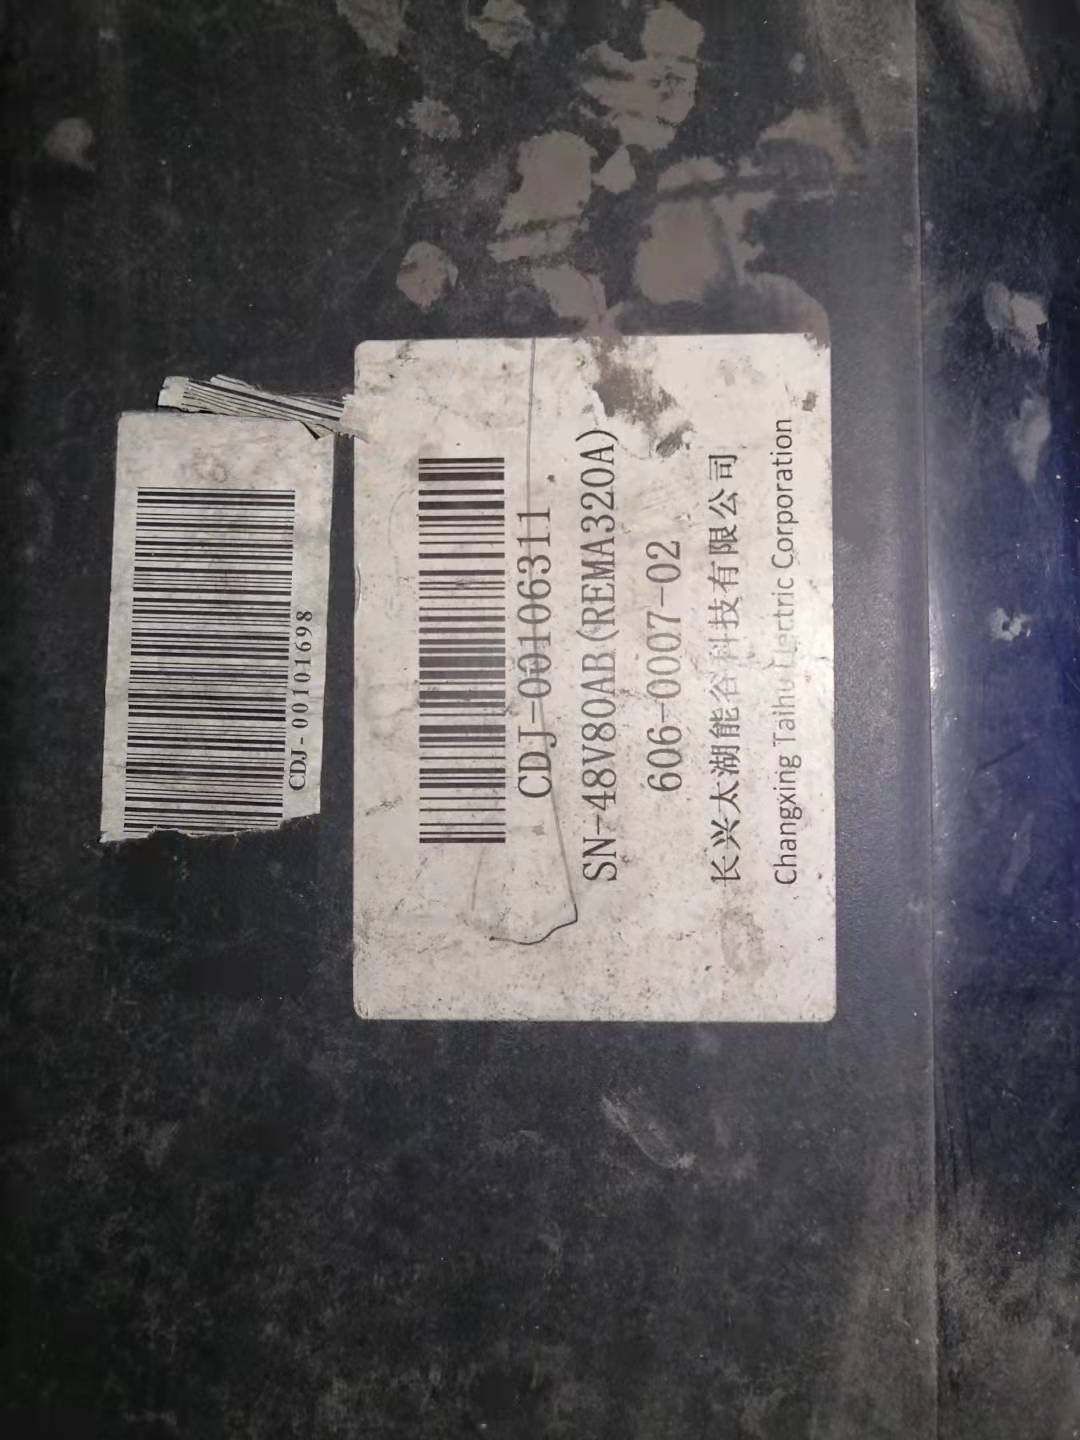 CDJ-00101698
CDJ-00106311
SN-48V80AB(REMA320A)
606-0007-02
长兴太湖能谷科技有限公司
Changxing Taihu Electric Corporation